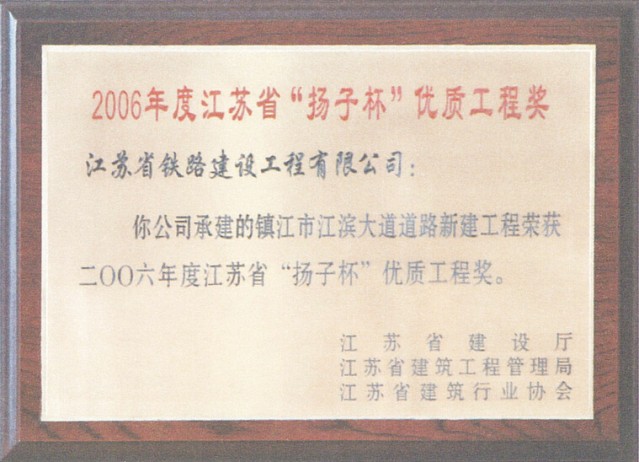 2006年度江苏省“扬子杯”优质工程奖
江苏省铁路建设工程有限公司：
你公司承建的镇江市江滨大道道路新建工程荣获
二〇〇六年度江苏省“扬子杯”优质工程奖。
江苏省建设厅
江苏省建筑工程管理局
江苏省建筑行业协会